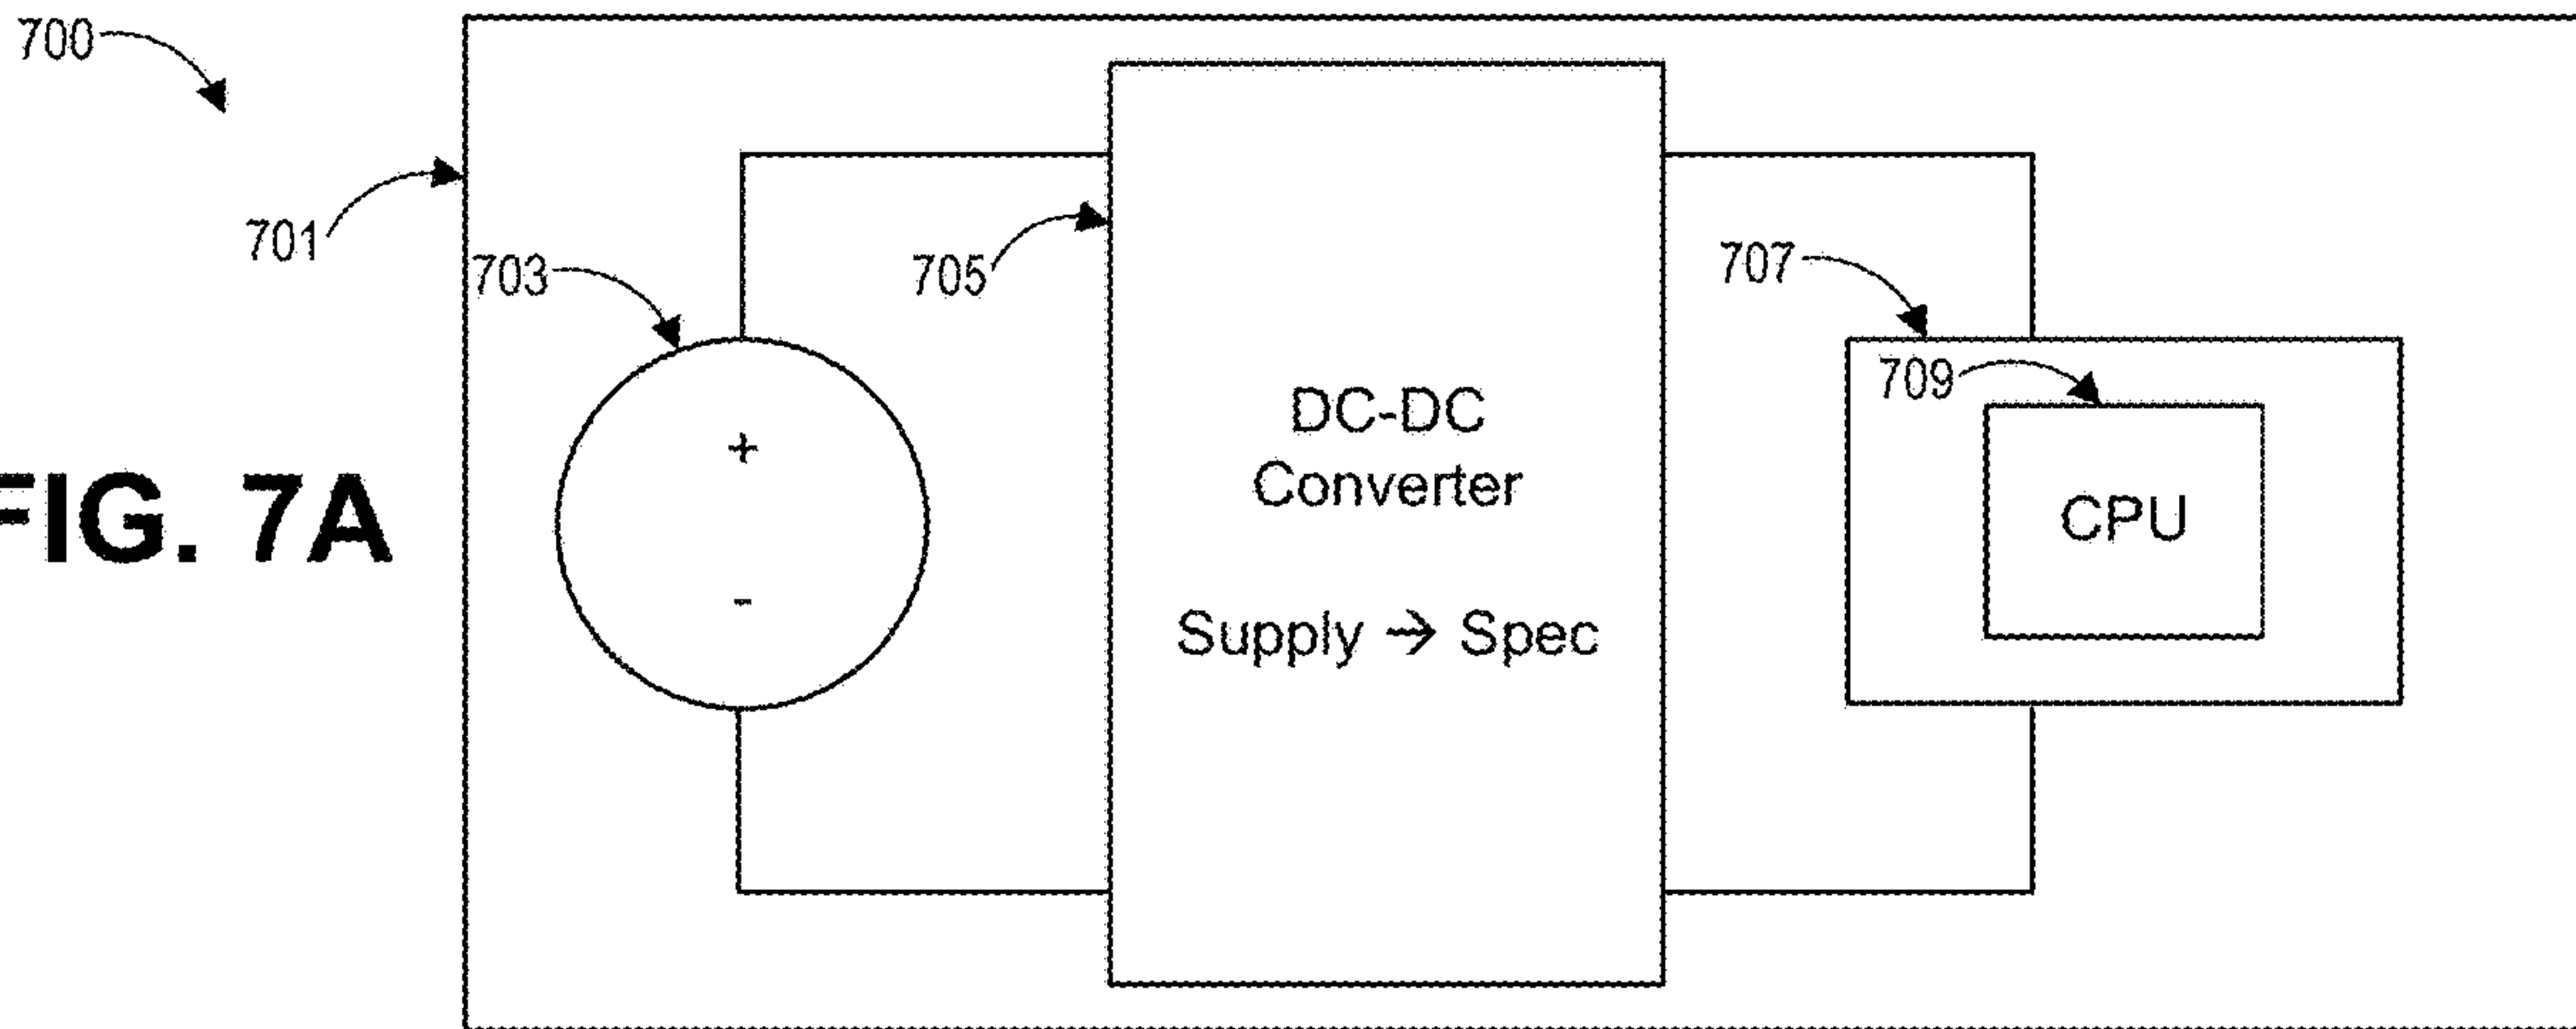 700
701
703
705
707
709
DC-DC
Converter
Supply → Spec
+
-
CPU
FIG. 7A